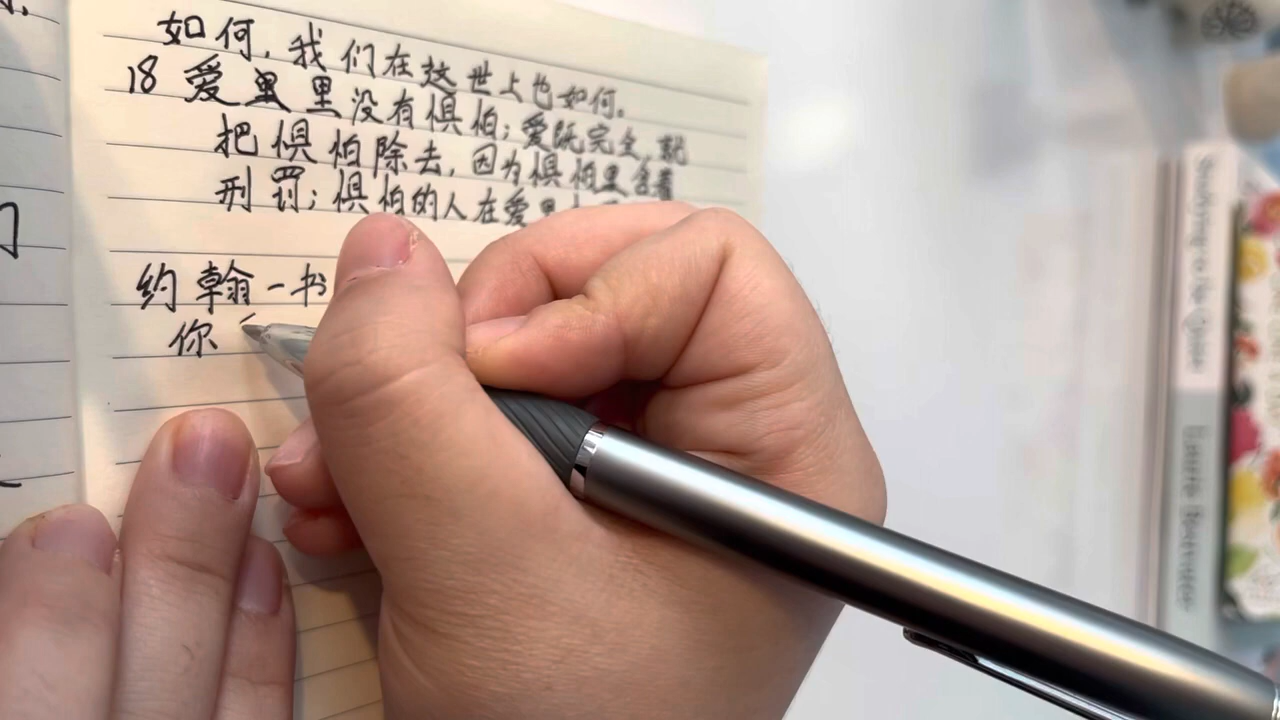 如何,我们在这世上也如何。
18 爱里里没有惧怕;爱既完全,就
把惧怕除去,因为惧怕里含着
刑罚;惧怕的人在爱里
约翰一书
你